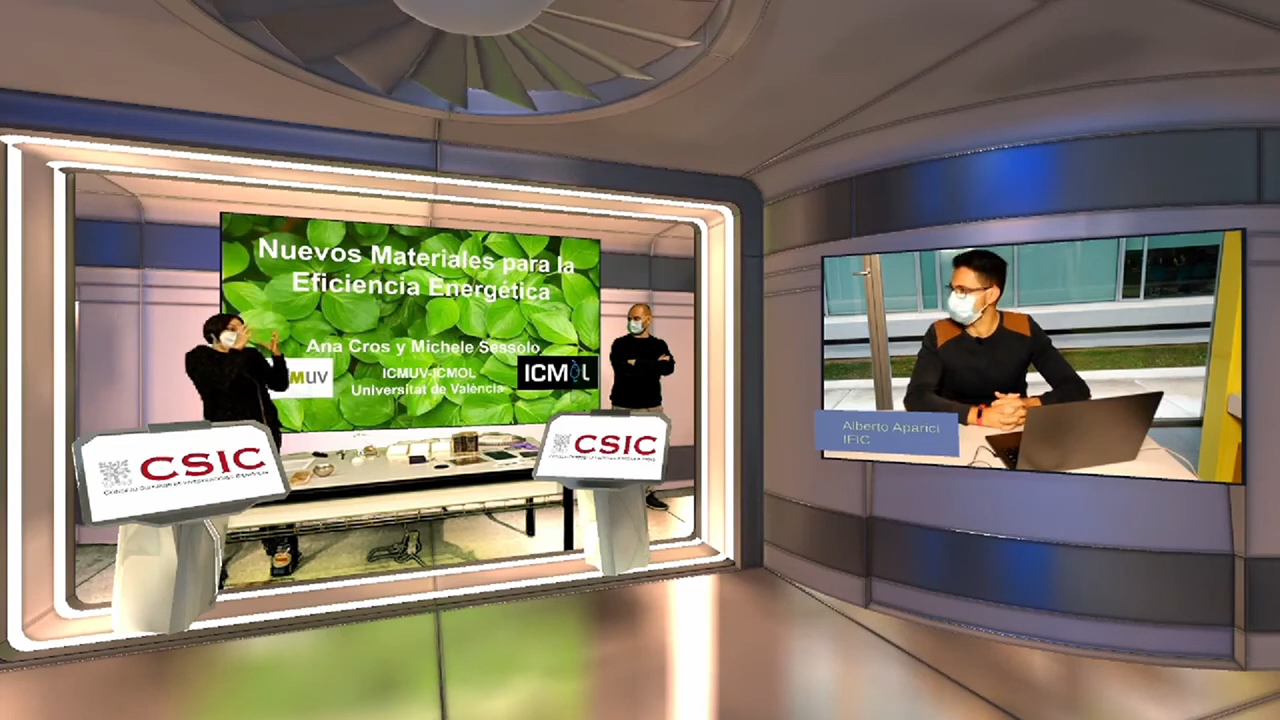 Nuevos Materiales para la
Eficiencia Energética
Ana Cros y Michele Sessolo
MUV
ICMUV-ICMOL
Universitat de València
ICMOL
CSIC
CSIC
Alberto Aparici
IFIC